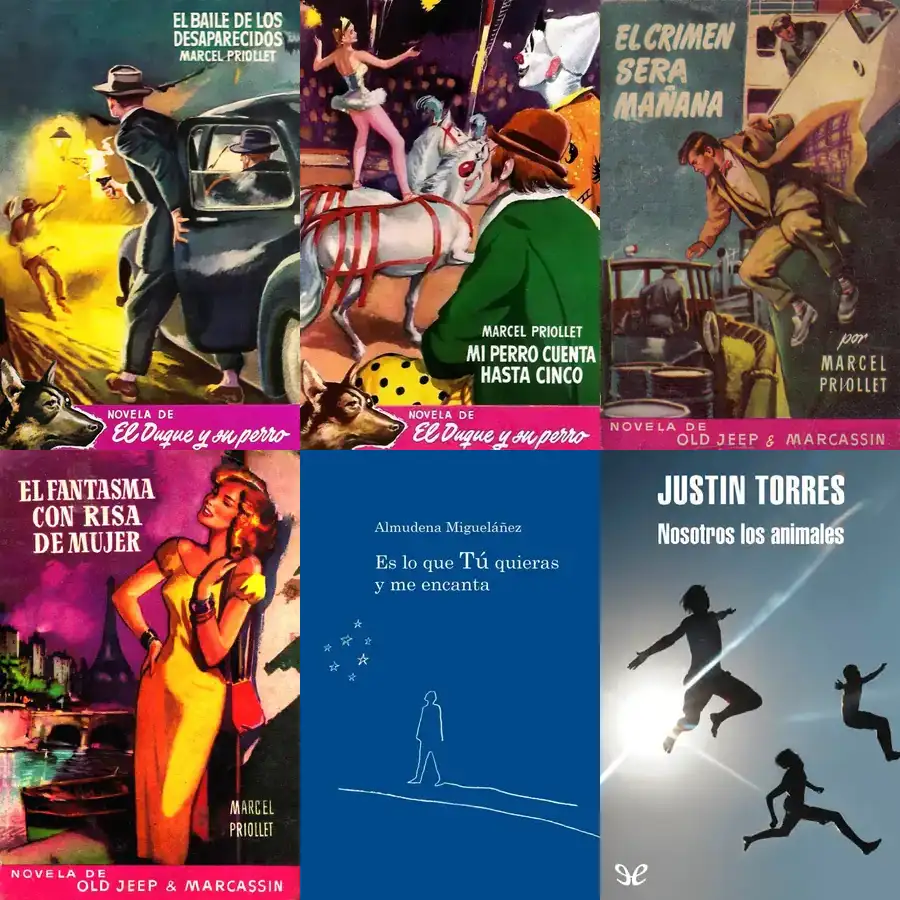 EL BAILE DE LOS
DESAPARECIDOS
MARCEL PRIOLLET
NOVELA DE
El Duque y su perro
MARCEL PRIOLLET
MI PERRO CUENTA
HASTA CINCO
NOVELA DE
El Duque y su perro
EL CRIMEN
SERA
MAÑANA
por
MARCEL
PRIOLLET
NOVELA DE
OLD JEEP & MARCASSIN
EL FANTASMA
CON RISA
DE MUJER
MARCEL
PRIOLLET
NOVELA DE
OLD JEEP & MARCASSIN
Almudena Migueláñez
Es lo que Tú quieras
y me encanta
JUSTIN TORRES
Nosotros los animales